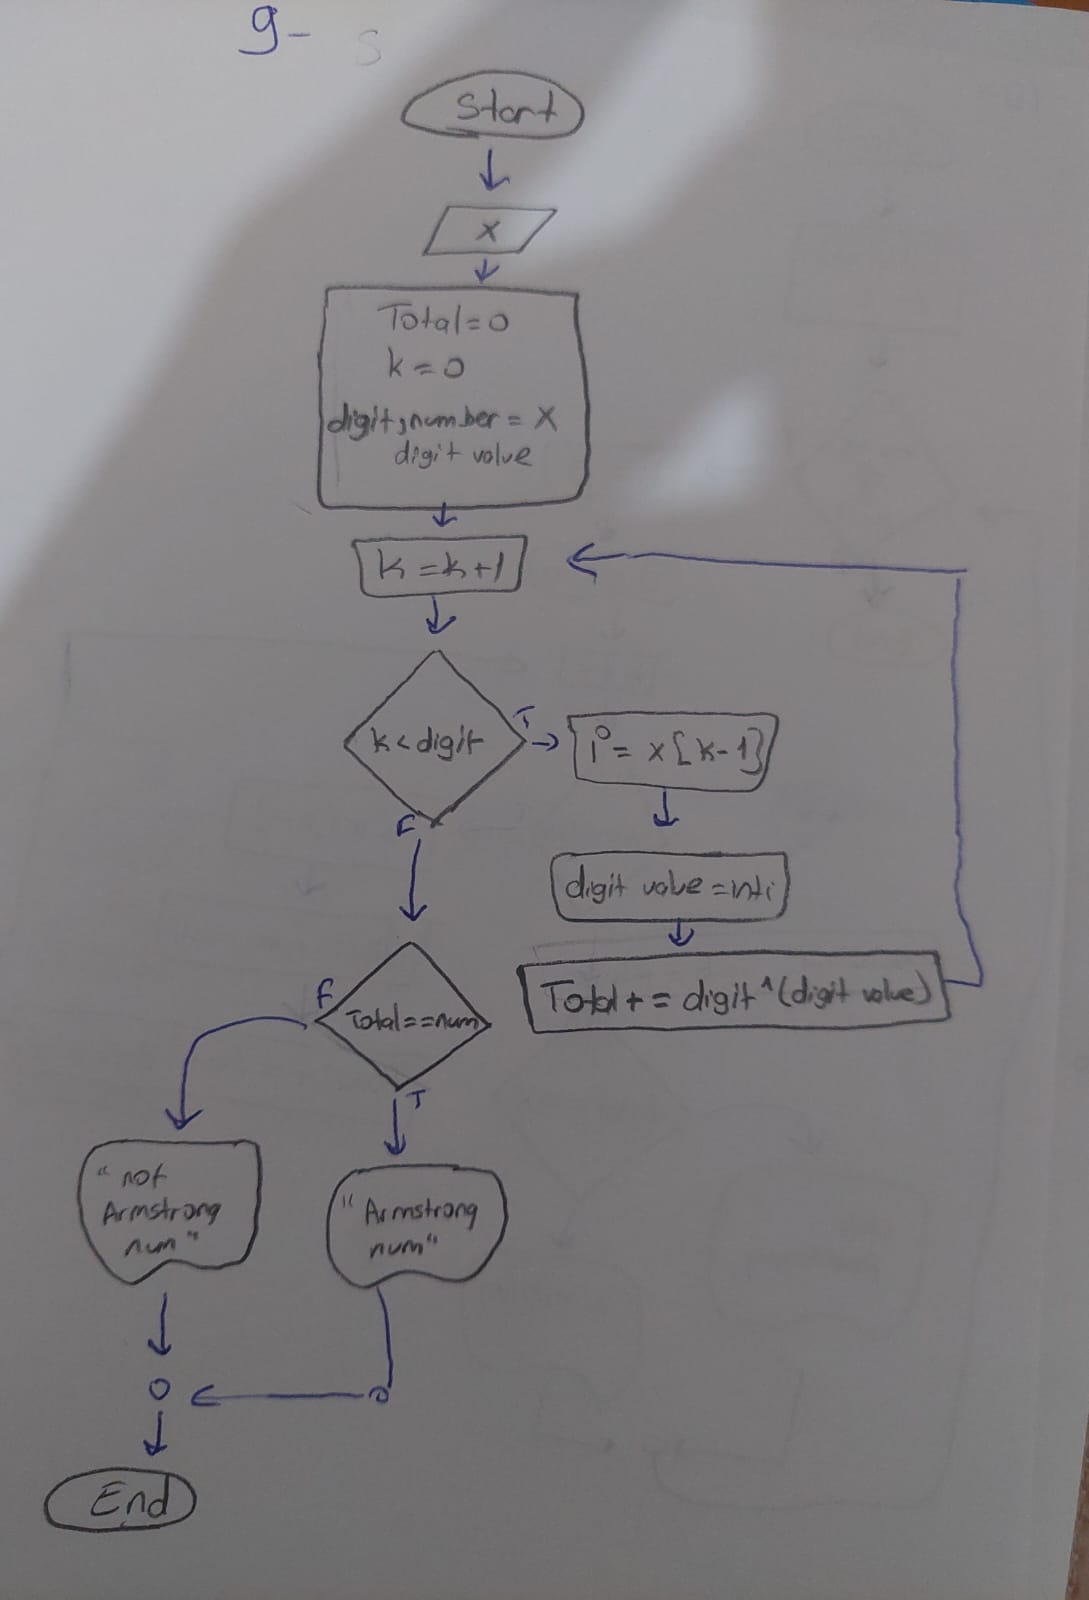 9-
S
Start
x
Total=0
k=0
digit,number = X
digit value
k=k+1
k<digit
T
i= x[k-1]
F
digit value =inti
Total+= digit^(digit value)
F
Total==num
T
"not
Armstrong
num"
"Armstrong
num"
End